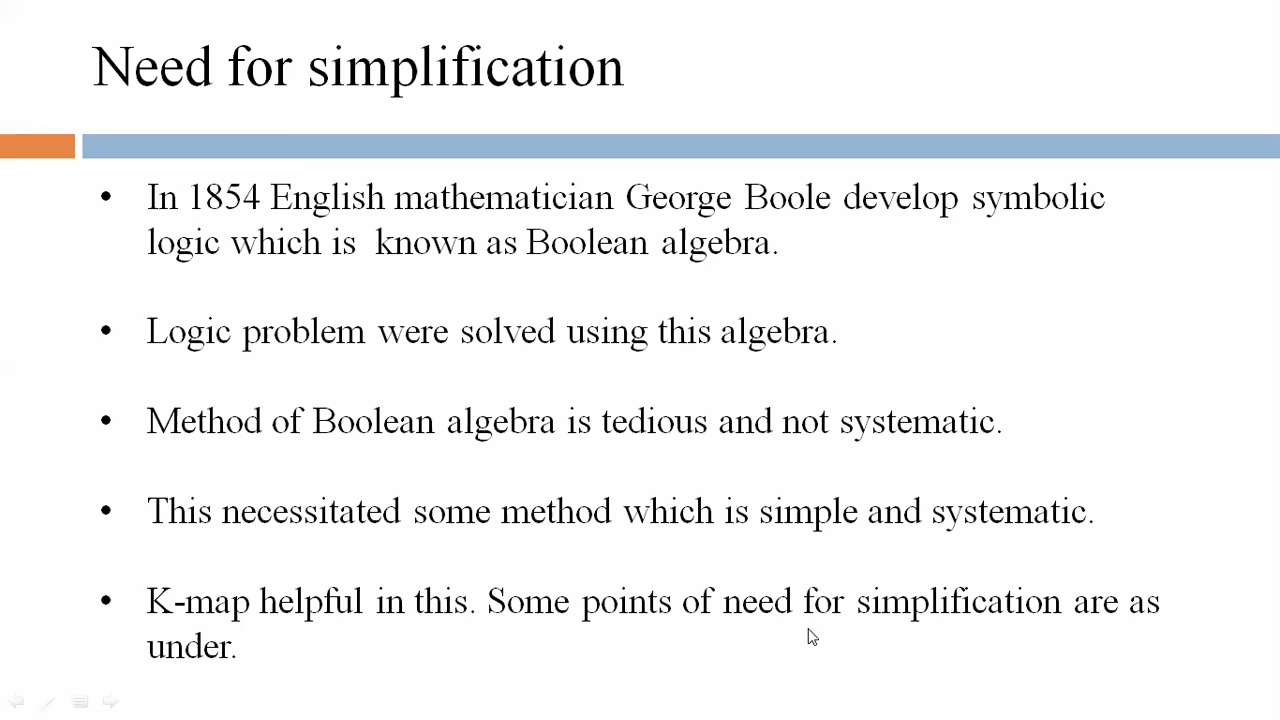 Need for simplification
• In 1854 English mathematician George Boole develop symbolic
logic which is known as Boolean algebra.
• Logic problem were solved using this algebra.
• Method of Boolean algebra is tedious and not systematic.
• This necessitated some method which is simple and systematic.
• K-map helpful in this. Some points of need for simplification are as
under.